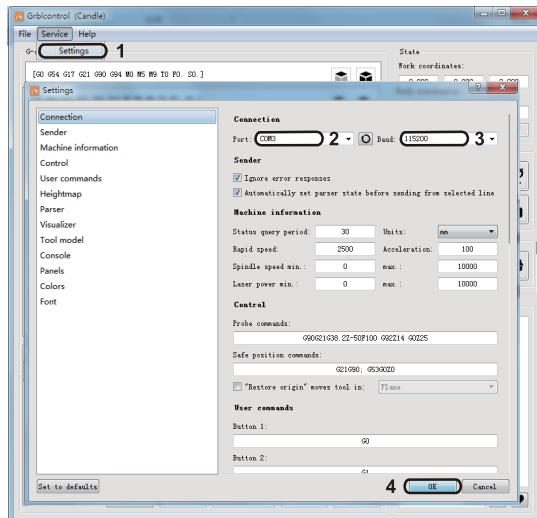 Grblcontrol (Candle)
File Service Help
Settings 1
State
Work coordinates:
[G0 G54 G17 G21 G90 G94 M0 M5 M9 T0 F0. S0.]
Settings
Connection
Sender
Machine information
Control
User commands
Heightmap
Parser
Visualizer
Tool model
Console
Panels
Colors
Font
Connection
Port: COM3 2 Baud: 115200 3
Sender
Ignore error responses
Automatically set parser state before sending from selected line
Machine information
Status query period: 30 Units: mm
Rapid speed: 2500 Acceleration: 100
Spindle speed min.: 0 max.: 10000
Laser power min.: 0 max.: 10000
Control
Probe commands:
G90G21G38.2Z-50F100 G92Z14 G0Z25
Safe position commands:
G21G90; G53G0Z0
"Restore origin" moves tool in: Plane
User commands
Button 1:
G0
Button 2:
G1
Set to defaults 4 OK Cancel